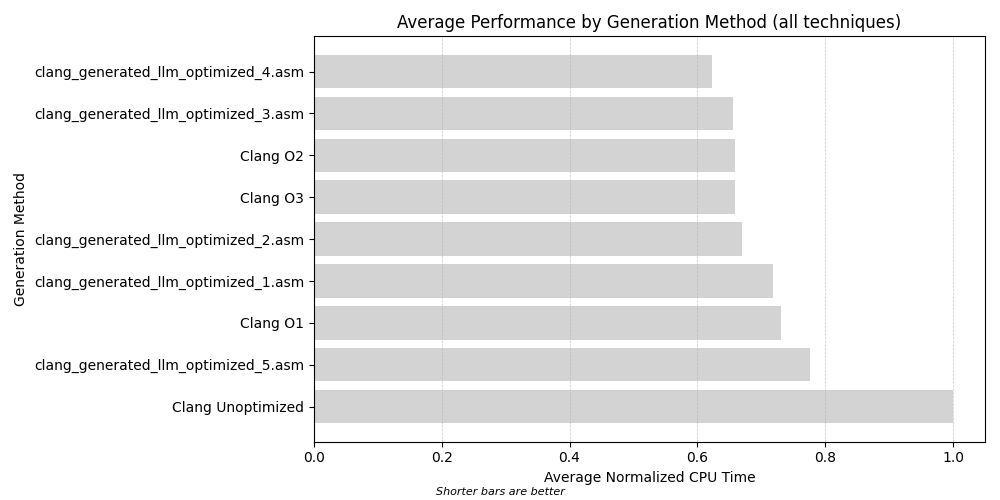 Average Performance by Generation Method (all techniques)
Generation Method
clang_generated_llm_optimized_4.asm
clang_generated_llm_optimized_3.asm
Clang O2
Clang O3
clang_generated_llm_optimized_2.asm
clang_generated_llm_optimized_1.asm
Clang O1
clang_generated_llm_optimized_5.asm
Clang Unoptimized
0.0 0.2 0.4 0.6 0.8 1.0
Average Normalized CPU Time
Shorter bars are better